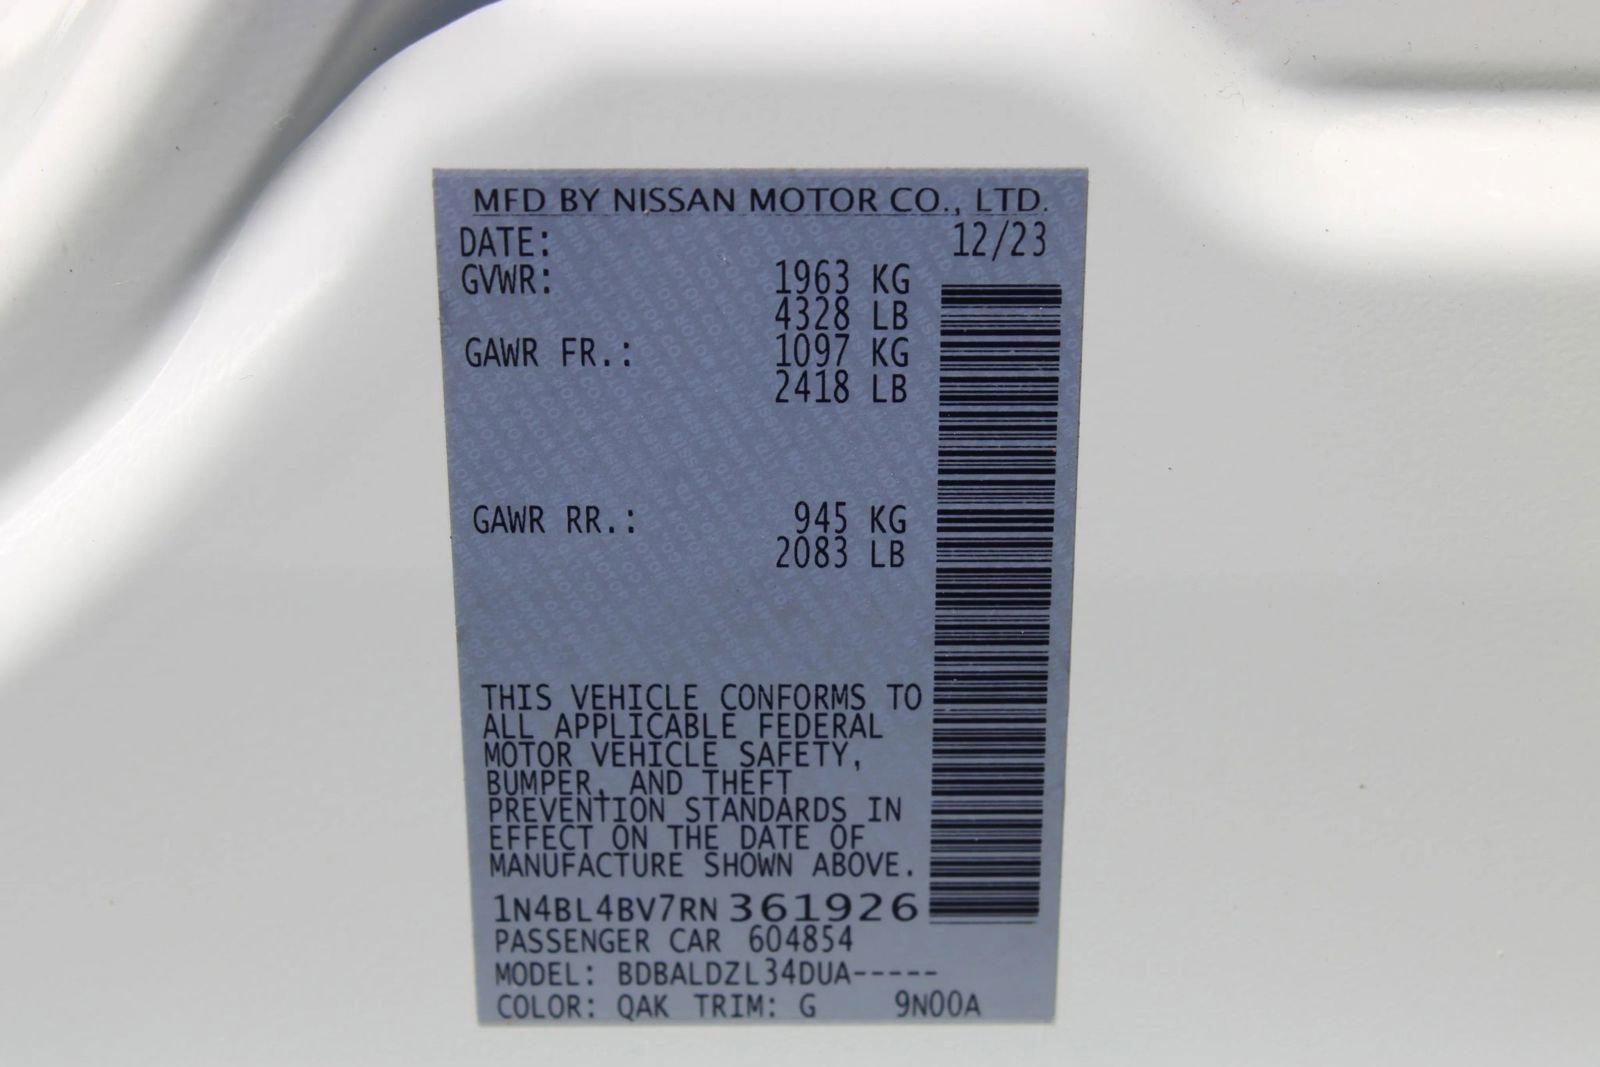 MFD BY NISSAN MOTOR CO., LTD.
DATE: 12/23
GVWR: 1963 KG
4328 LB
GAWR FR.: 1097 KG
2418 LB
GAWR RR.: 945 KG
2083 LB
THIS VEHICLE CONFORMS TO
ALL APPLICABLE FEDERAL
MOTOR VEHICLE SAFETY,
BUMPER, AND THEFT
PREVENTION STANDARDS IN
EFFECT ON THE DATE OF
MANUFACTURE SHOWN ABOVE.
1N4BL4BV7RN361926
PASSENGER CAR 604854
MODEL: BDBALDZL34DUA-----
COLOR: QAK TRIM: G 9N00A